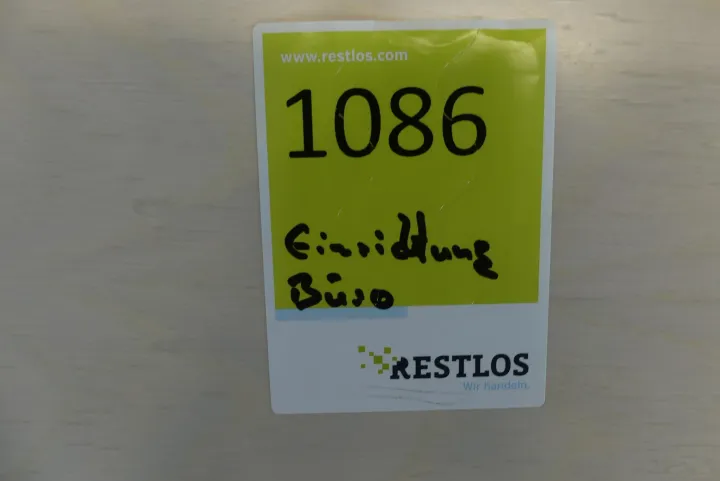 www.restlos.com
1086
Einrichtung
Büro
RESTLOS
Wir handeln.